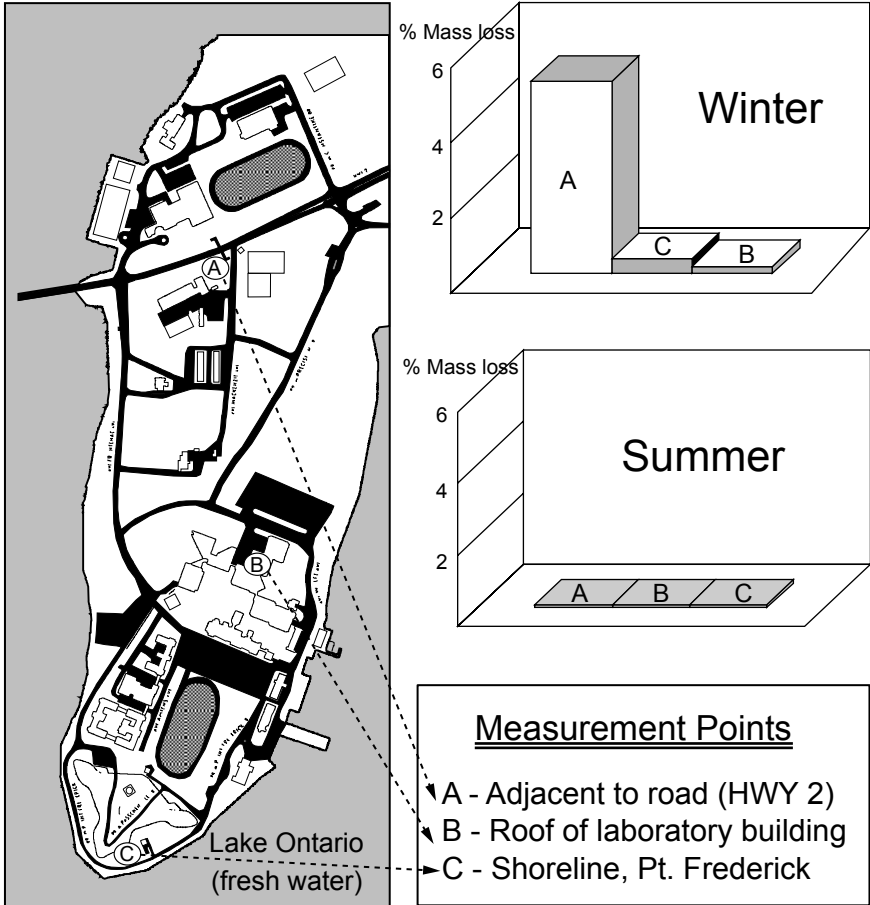 % Mass loss
6
4
2
Winter
A
C
B
% Mass loss
6
4
2
Summer
A
B
C
A
B
C
Lake Ontario
(fresh water)
Measurement Points
A - Adjacent to road (HWY 2)
B - Roof of laboratory building
C - Shoreline, Pt. Frederick